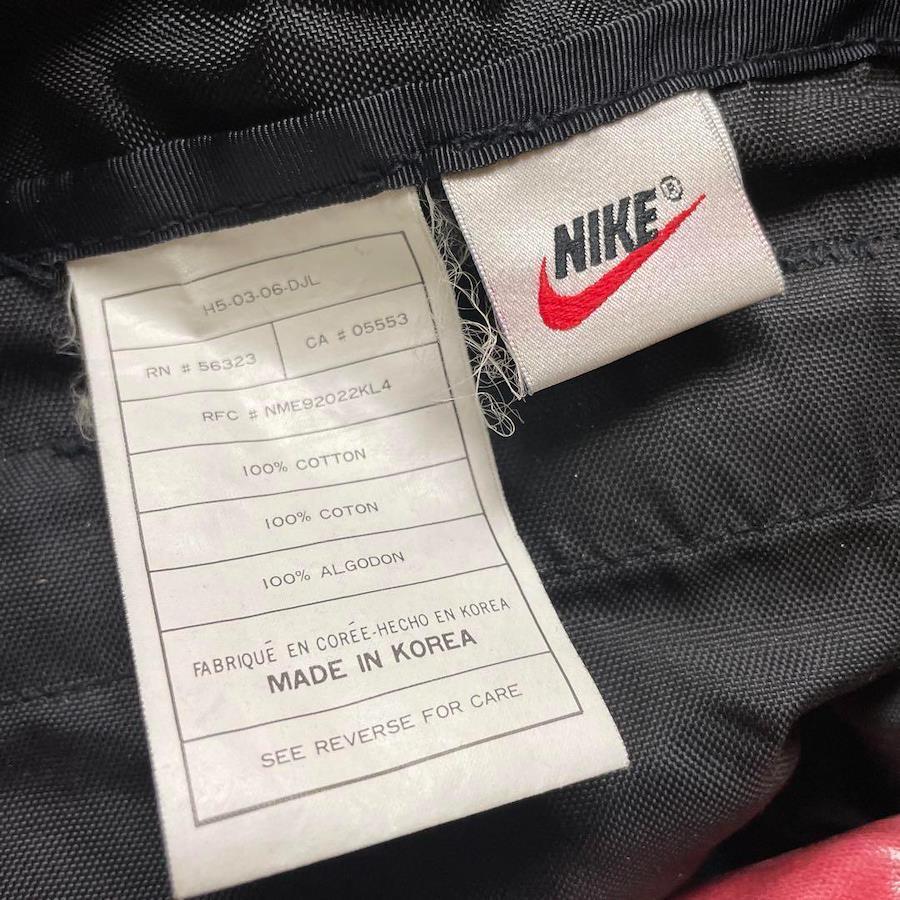 H5-03-06-DJL
RN # 56323
CA # 05553
RFC # NME92022KL4
100% COTTON
100% COTON
100% ALGODON
FABRIQUÉ EN CORÉE-HECHO EN KOREA
MADE IN KOREA
SEE REVERSE FOR CARE
NIKE®